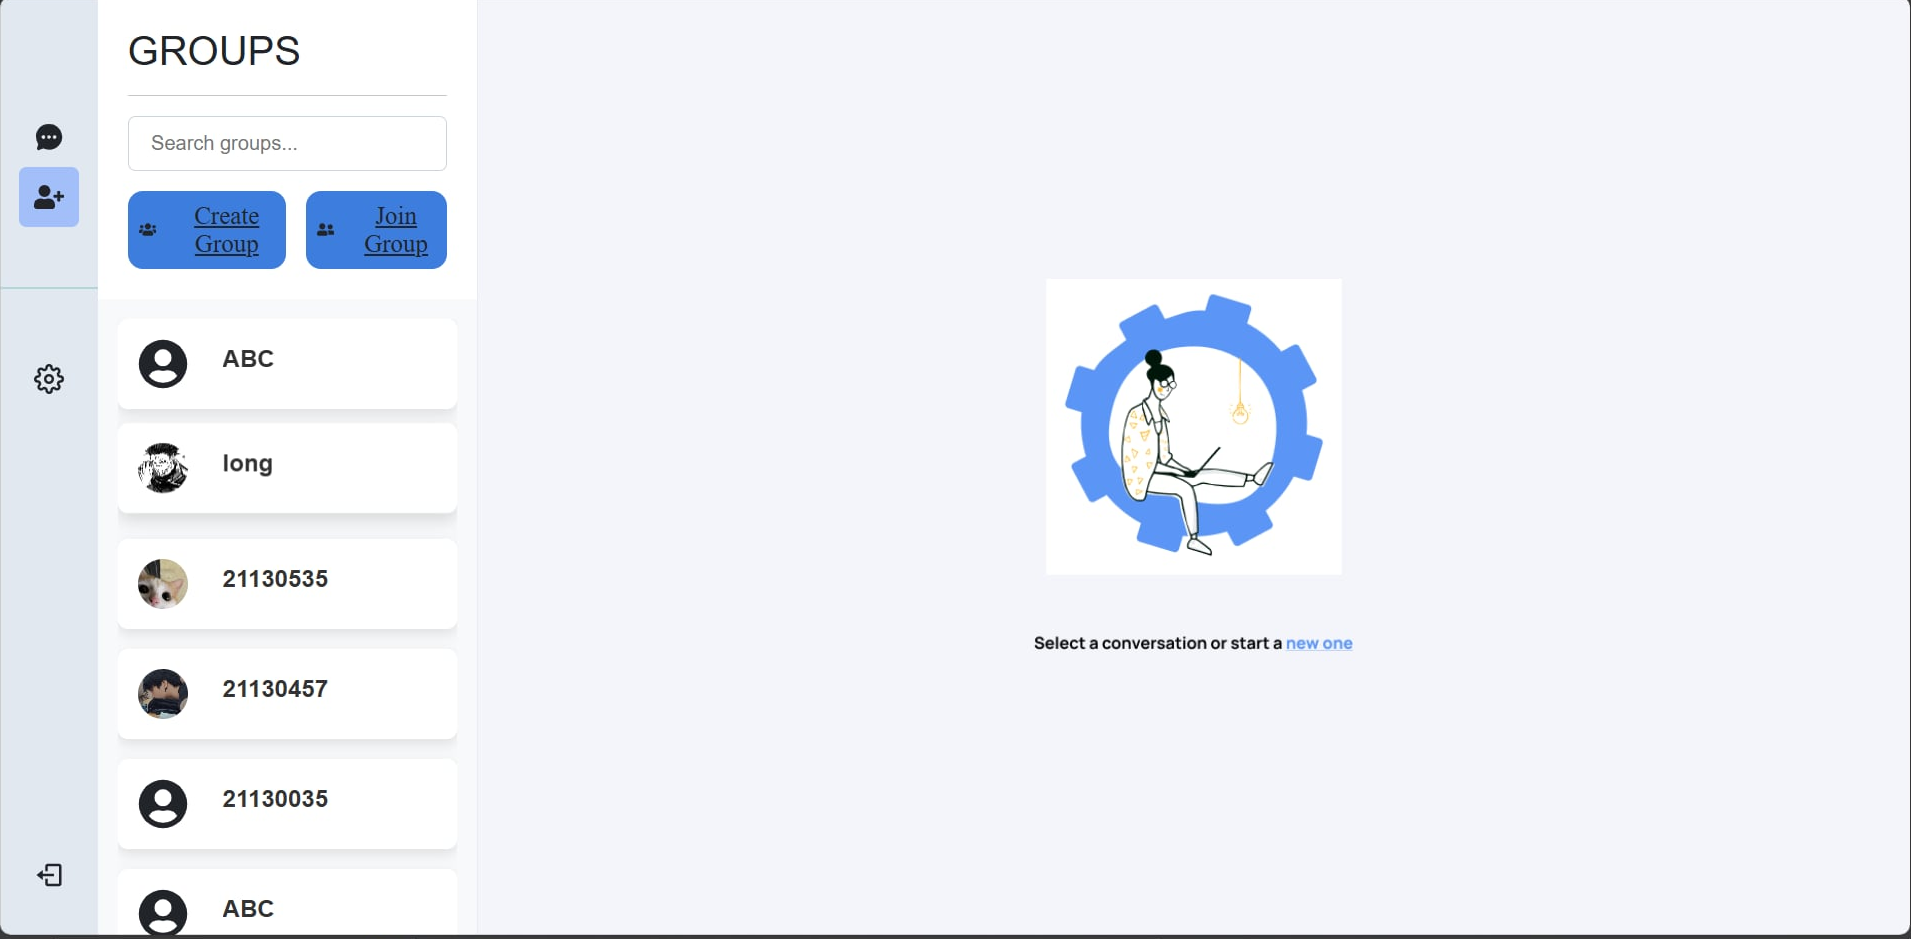 GROUPS
Search groups...
Create
Group
Join
Group
ABC
long
21130535
21130457
21130035
ABC
Select a conversation or start a new one